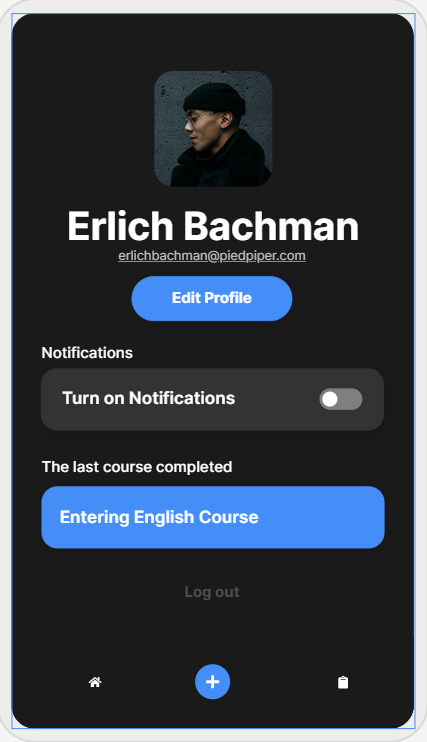 Erlich Bachman
erlichbachman@piedpiper.com
Edit Profile
Notifications
Turn on Notifications
The last course completed
Entering English Course
Log out